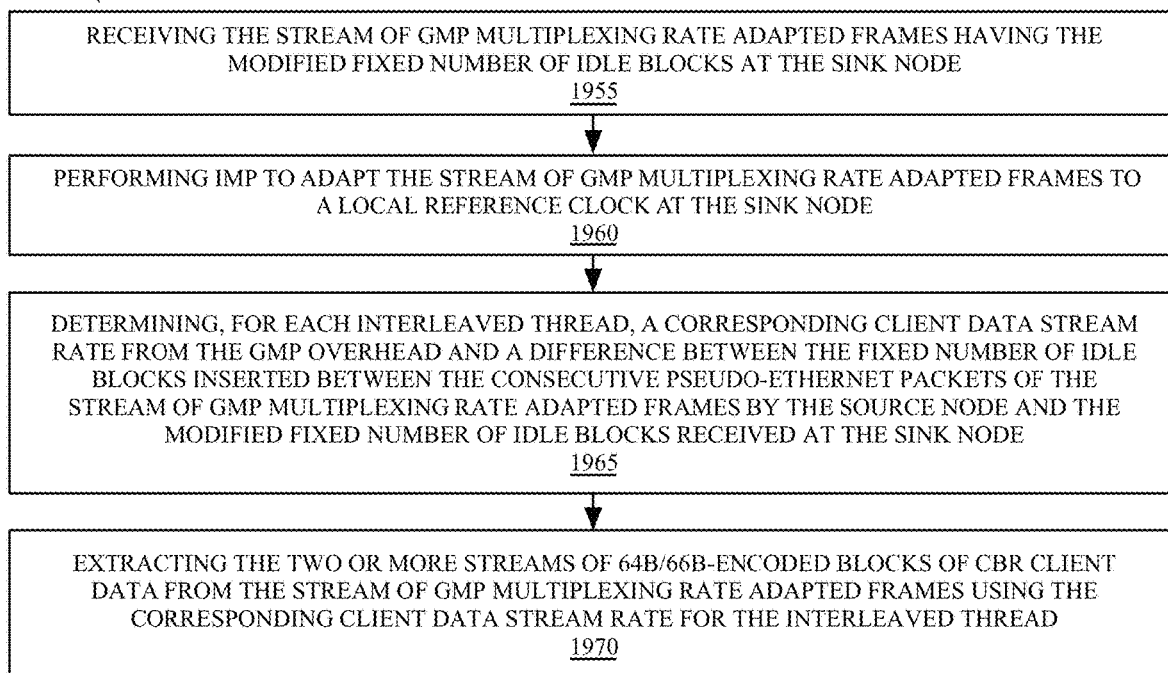 RECEIVING THE STREAM OF GMP MULTIPLEXING RATE ADAPTED FRAMES HAVING THE
MODIFIED FIXED NUMBER OF IDLE BLOCKS AT THE SINK NODE
1955
PERFORMING IMP TO ADAPT THE STREAM OF GMP MULTIPLEXING RATE ADAPTED FRAMES TO
A LOCAL REFERENCE CLOCK AT THE SINK NODE
1960
DETERMINING, FOR EACH INTERLEAVED THREAD, A CORRESPONDING CLIENT DATA STREAM
RATE FROM THE GMP OVERHEAD AND A DIFFERENCE BETWEEN THE FIXED NUMBER OF IDLE
BLOCKS INSERTED BETWEEN THE CONSECUTIVE PSEUDO-ETHERNET PACKETS OF THE
STREAM OF GMP MULTIPLEXING RATE ADAPTED FRAMES BY THE SOURCE NODE AND THE
MODIFIED FIXED NUMBER OF IDLE BLOCKS RECEIVED AT THE SINK NODE
1965
EXTRACTING THE TWO OR MORE STREAMS OF 64B/66B-ENCODED BLOCKS OF CBR CLIENT
DATA FROM THE STREAM OF GMP MULTIPLEXING RATE ADAPTED FRAMES USING THE
CORRESPONDING CLIENT DATA STREAM RATE FOR THE INTERLEAVED THREAD
1970